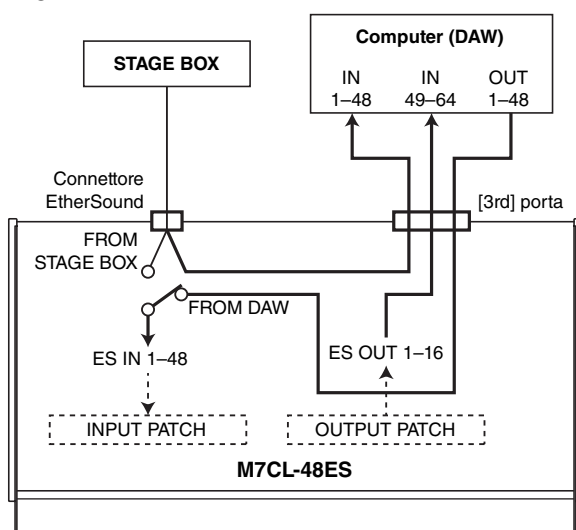 Computer (DAW)
STAGE BOX
IN IN OUT
1–48 49–64 1–48
Connettore
EtherSound
[3rd] porta
FROM
STAGE BOX
FROM DAW
ES IN 1–48
ES OUT 1–16
INPUT PATCH
OUTPUT PATCH
M7CL-48ES